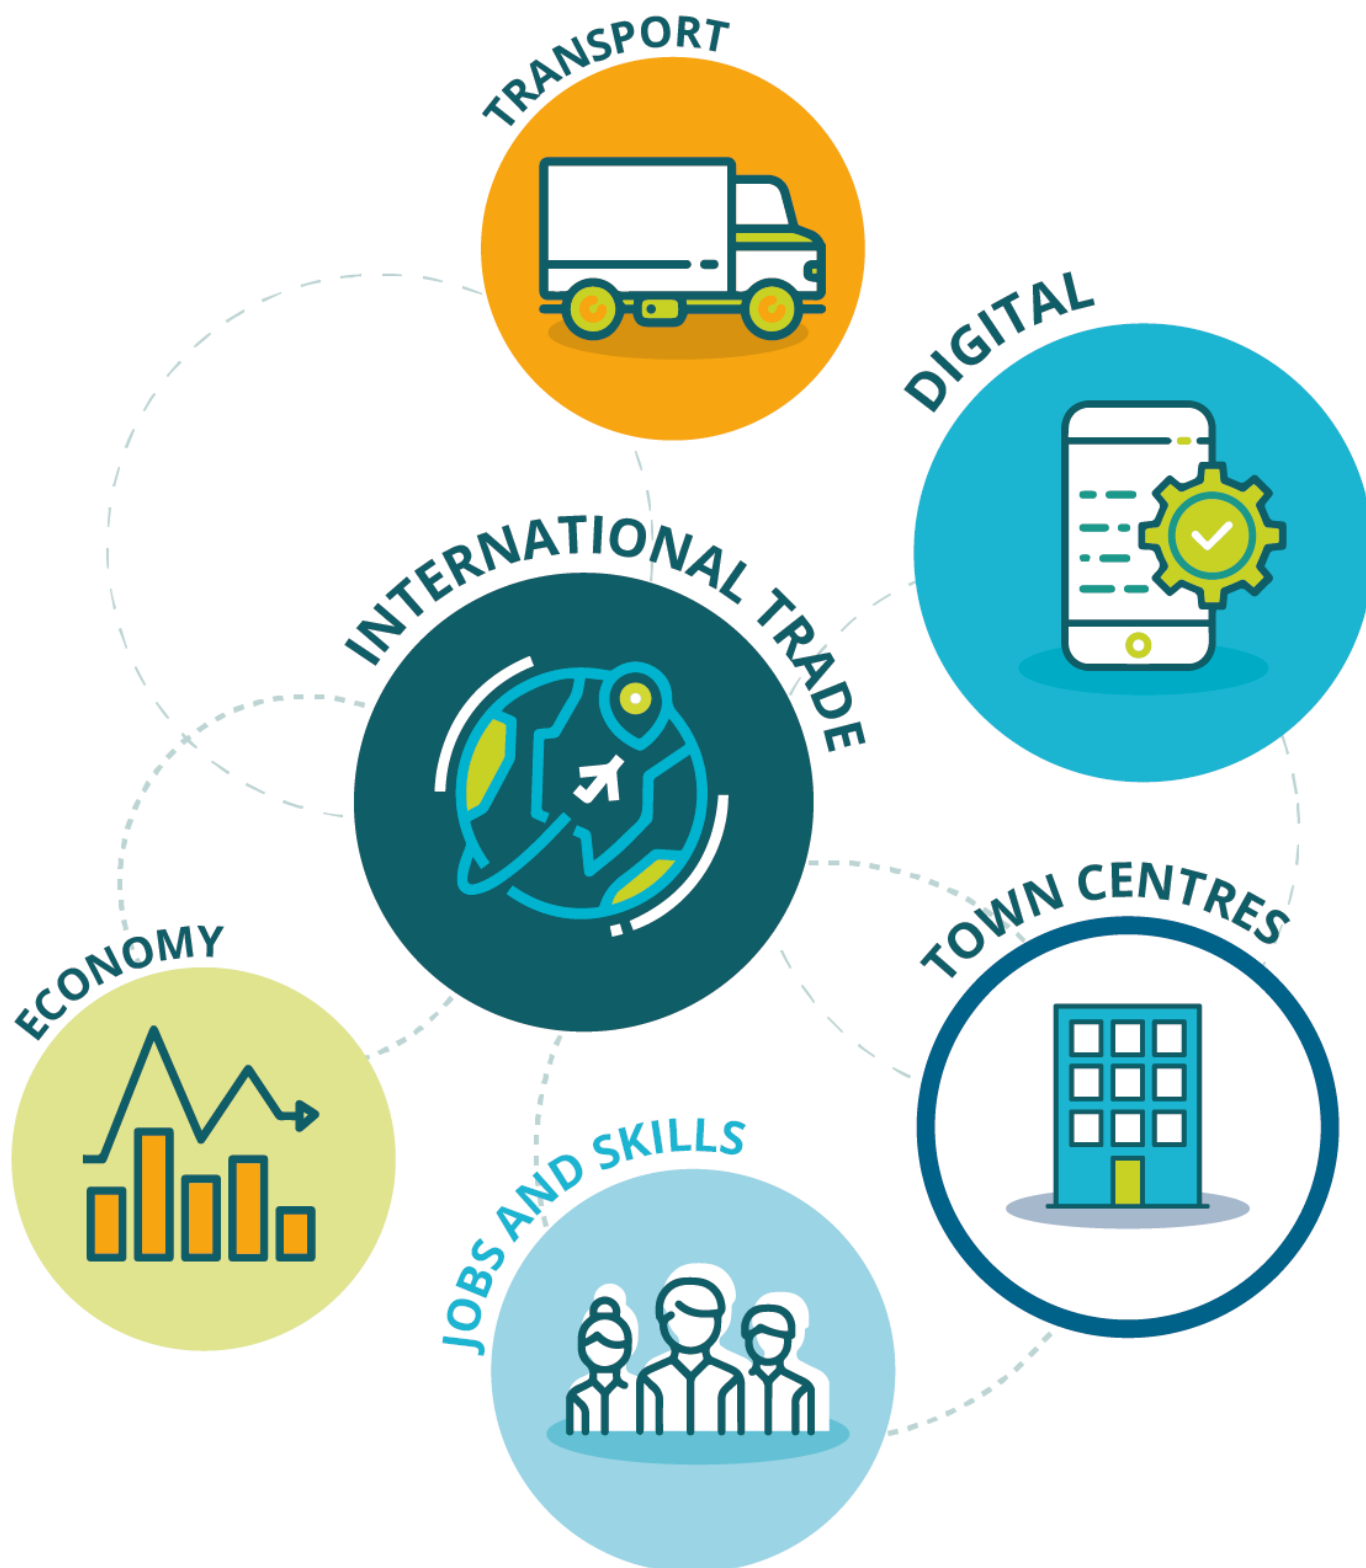 TRANSPORT
DIGITAL
INTERNATIONAL TRADE
TOWN CENTRES
ECONOMY
JOBS AND SKILLS